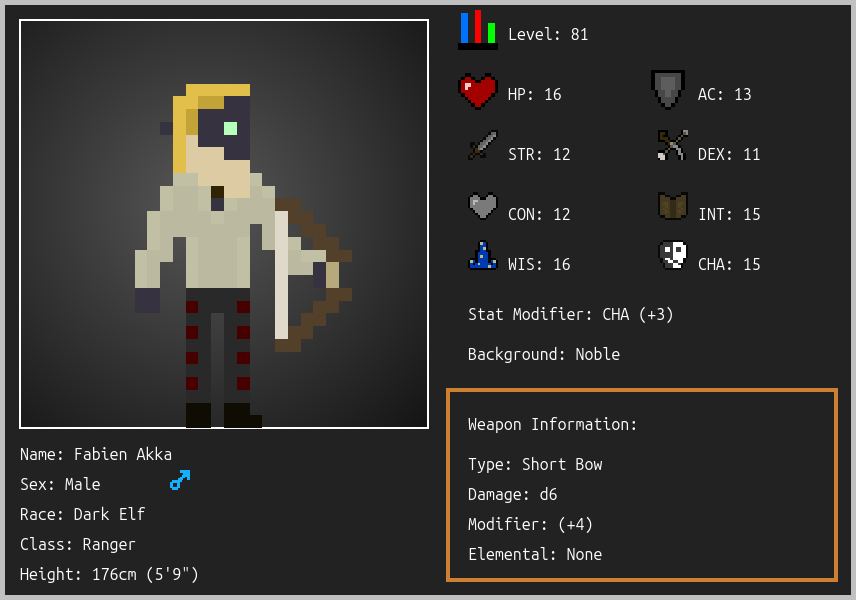 Level: 81
HP: 16
AC: 13
STR: 12
DEX: 11
CON: 12
INT: 15
WIS: 16
CHA: 15
Stat Modifier: CHA (+3)
Background: Noble
Weapon Information:
Type: Short Bow
Damage: d6
Modifier: (+4)
Elemental: None
Name: Fabien Akka
Sex: Male
Race: Dark Elf
Class: Ranger
Height: 176cm (5'9")